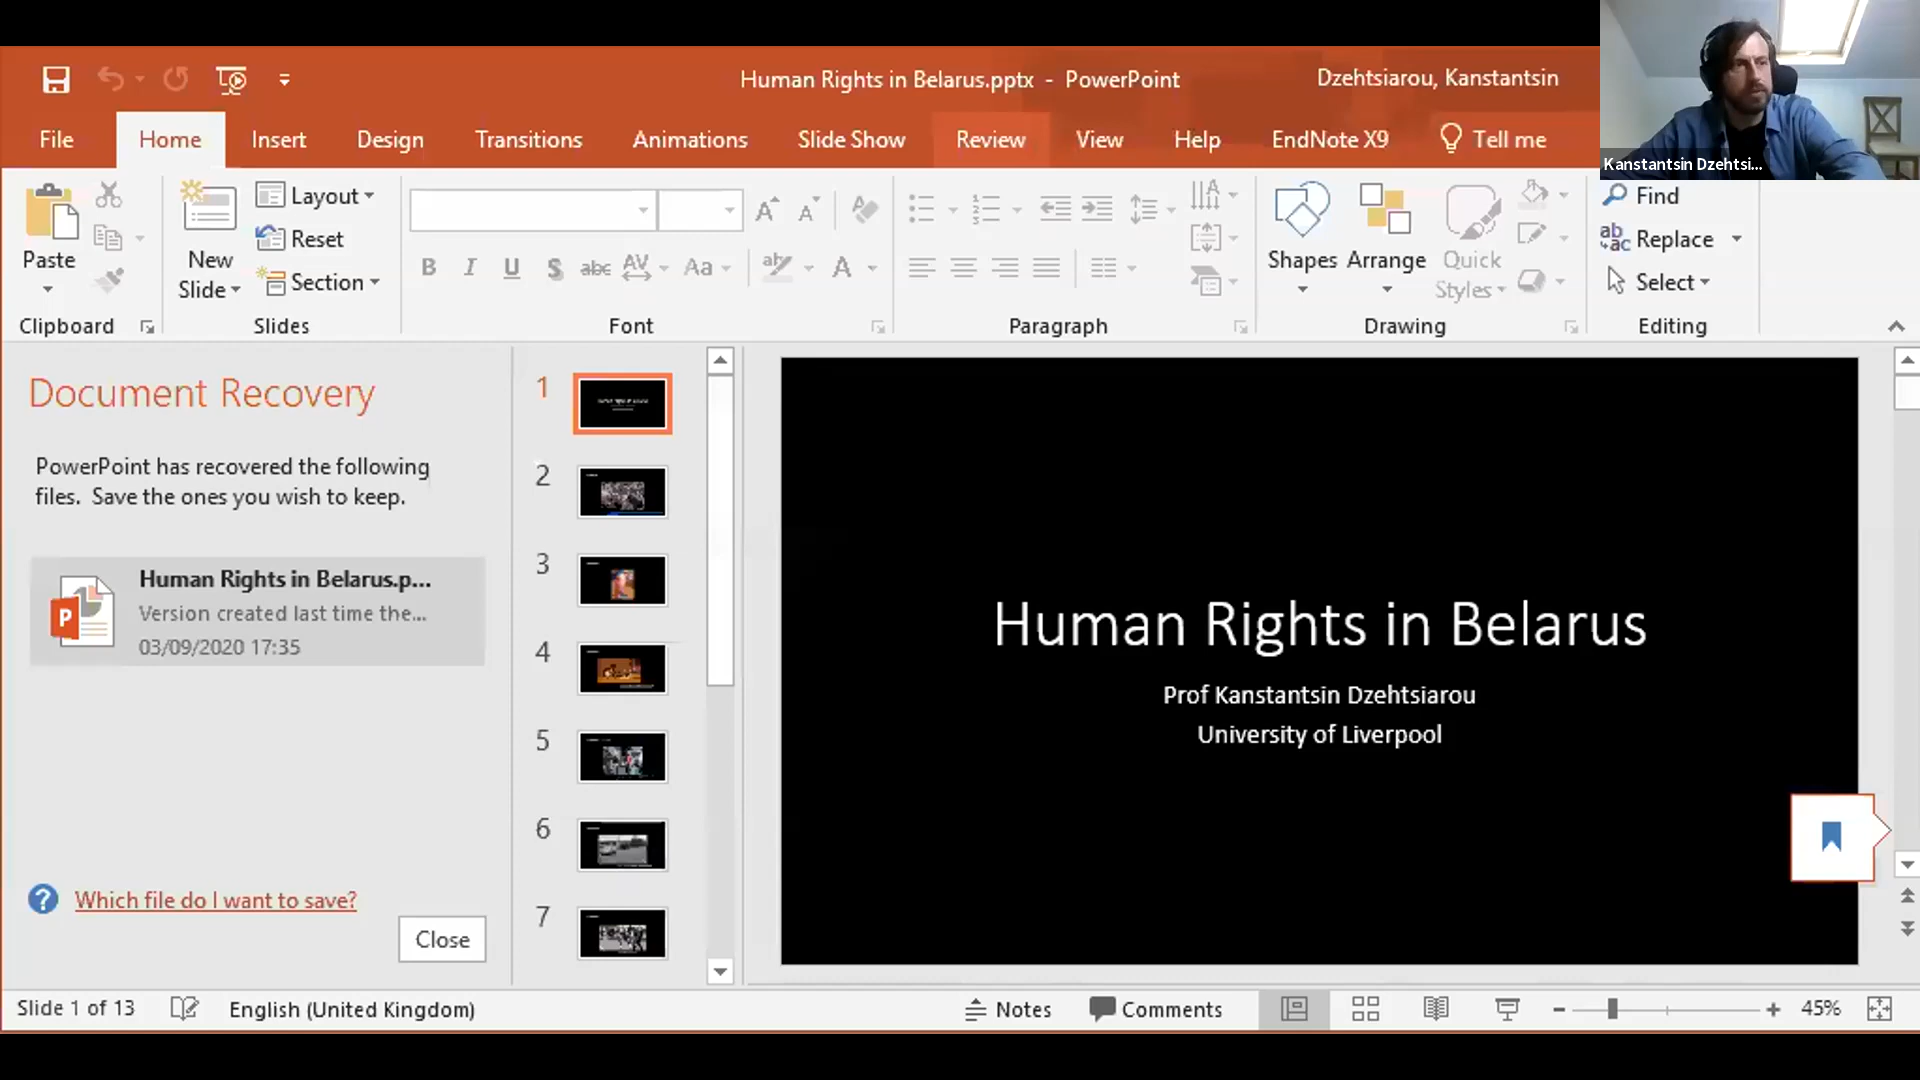 Human Rights in Belarus.pptx - PowerPoint
Dzehtsiarou, Kanstantsin
File Home Insert Design Transitions Animations Slide Show Review View Help EndNote X9 Tell me
Kanstantsin Dzehtsi...
Paste
Clipboard
New
Slide
Layout
Reset
Section
Slides
B I U S abc AV Aa A
Font
Paragraph
Shapes
Arrange
Quick
Styles
Drawing
Find
Replace
Select
Editing
Document Recovery
PowerPoint has recovered the following
files. Save the ones you wish to keep.
Human Rights in Belarus.p...
Version created last time the...
03/09/2020 17:35
Which file do I want to save?
Close
1
2
3
4
5
6
7
Human Rights in Belarus
Prof Kanstantsin Dzehtsiarou
University of Liverpool
Slide 1 of 13
English (United Kingdom)
Notes
Comments
45%